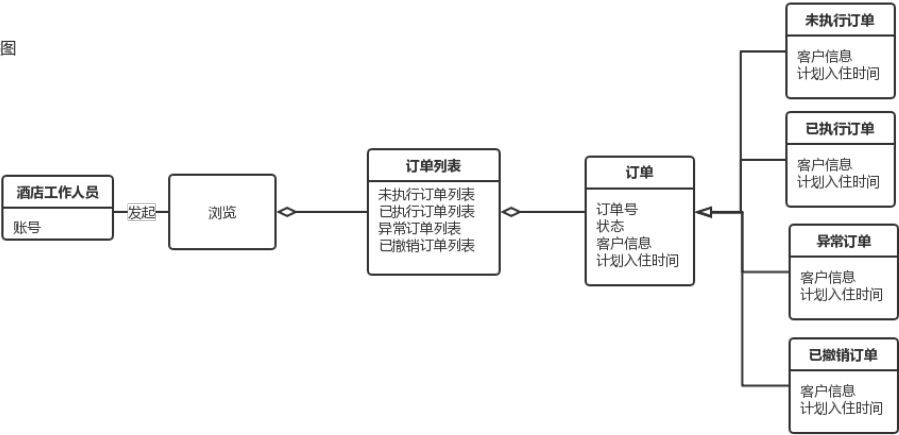 图
酒店工作人员
账号
发起
浏览
订单列表
未执行订单列表
已执行订单列表
异常订单列表
已撤销订单列表
订单
订单号
状态
客户信息
计划入住时间
未执行订单
客户信息
计划入住时间
已执行订单
客户信息
计划入住时间
异常订单
客户信息
计划入住时间
已撤销订单
客户信息
计划入住时间